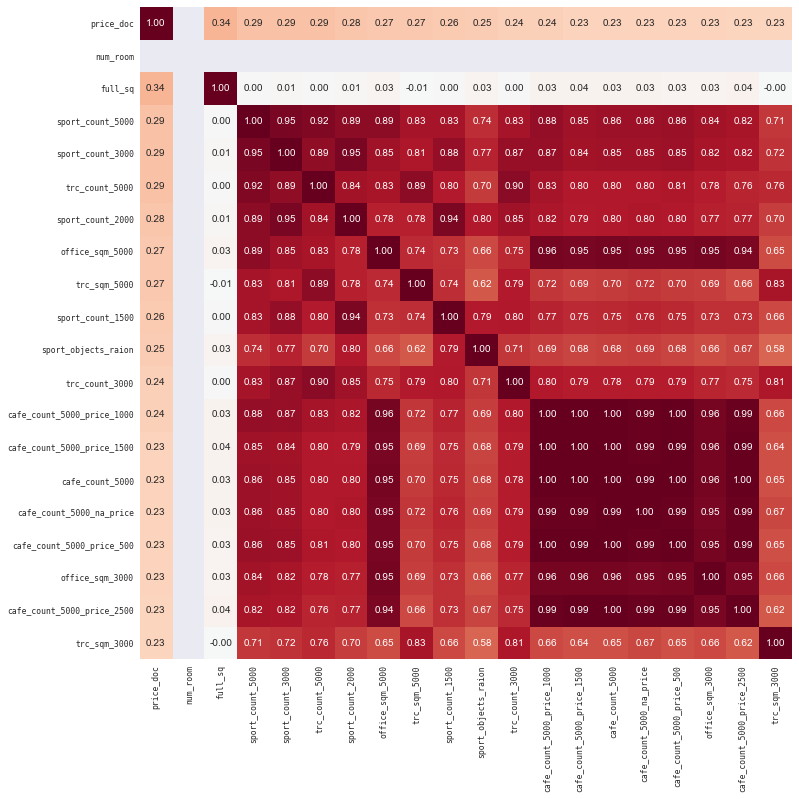 price_doc 1.00 0.34 0.29 0.29 0.29 0.28 0.27 0.27 0.26 0.25 0.24 0.24 0.23 0.23 0.23 0.23 0.23 0.23 0.23
num_room
full_sq 0.34 1.00 0.00 0.01 0.00 0.01 0.03 -0.01 0.00 0.03 0.00 0.03 0.04 0.03 0.03 0.03 0.03 0.04 -0.00
sport_count_5000 0.29 0.00 1.00 0.95 0.92 0.89 0.89 0.83 0.83 0.74 0.83 0.88 0.85 0.86 0.86 0.86 0.84 0.82 0.71
sport_count_3000 0.29 0.01 0.95 1.00 0.89 0.95 0.85 0.81 0.88 0.77 0.87 0.87 0.84 0.85 0.85 0.85 0.82 0.82 0.72
trc_count_5000 0.29 0.00 0.92 0.89 1.00 0.84 0.83 0.89 0.80 0.70 0.90 0.83 0.80 0.80 0.80 0.81 0.78 0.76 0.76
sport_count_2000 0.28 0.01 0.89 0.95 0.84 1.00 0.78 0.78 0.94 0.80 0.85 0.82 0.79 0.80 0.80 0.80 0.77 0.77 0.70
office_sqm_5000 0.27 0.03 0.89 0.85 0.83 0.78 1.00 0.74 0.73 0.66 0.75 0.96 0.95 0.95 0.95 0.95 0.95 0.94 0.65
trc_sqm_5000 0.27 -0.01 0.83 0.81 0.89 0.78 0.74 1.00 0.74 0.62 0.79 0.72 0.69 0.70 0.72 0.70 0.69 0.66 0.83
sport_count_1500 0.26 0.00 0.83 0.88 0.80 0.94 0.73 0.74 1.00 0.79 0.80 0.77 0.75 0.75 0.76 0.75 0.73 0.73 0.66
sport_objects_raion 0.25 0.03 0.74 0.77 0.70 0.80 0.66 0.62 0.79 1.00 0.71 0.69 0.68 0.68 0.69 0.68 0.66 0.67 0.58
trc_count_3000 0.24 0.00 0.83 0.87 0.90 0.85 0.75 0.79 0.80 0.71 1.00 0.80 0.79 0.78 0.79 0.79 0.77 0.75 0.81
cafe_count_5000_price_1000 0.24 0.03 0.88 0.87 0.83 0.82 0.96 0.72 0.77 0.69 0.80 1.00 1.00 1.00 0.99 1.00 0.96 0.99 0.66
cafe_count_5000_price_1500 0.23 0.04 0.85 0.84 0.80 0.79 0.95 0.69 0.75 0.68 0.79 1.00 1.00 1.00 0.99 0.99 0.96 0.99 0.64
cafe_count_5000 0.23 0.03 0.86 0.85 0.80 0.80 0.95 0.70 0.75 0.68 0.78 1.00 1.00 1.00 0.99 1.00 0.96 1.00 0.65
cafe_count_5000_na_price 0.23 0.03 0.86 0.85 0.80 0.80 0.95 0.72 0.76 0.69 0.79 0.99 0.99 0.99 1.00 0.99 0.95 0.99 0.67
cafe_count_5000_price_500 0.23 0.03 0.86 0.85 0.81 0.80 0.95 0.70 0.75 0.68 0.79 1.00 0.99 1.00 0.99 1.00 0.95 0.99 0.65
office_sqm_3000 0.23 0.03 0.84 0.82 0.78 0.77 0.95 0.69 0.73 0.66 0.77 0.96 0.96 0.96 0.95 0.95 1.00 0.95 0.66
cafe_count_5000_price_2500 0.23 0.04 0.82 0.82 0.76 0.77 0.94 0.66 0.73 0.67 0.75 0.99 0.99 1.00 0.99 0.99 0.95 1.00 0.62
trc_sqm_3000 0.23 -0.00 0.71 0.72 0.76 0.70 0.65 0.83 0.66 0.58 0.81 0.66 0.64 0.65 0.67 0.65 0.66 0.62 1.00
price_doc
num_room
full_sq
sport_count_5000
sport_count_3000
trc_count_5000
sport_count_2000
office_sqm_5000
trc_sqm_5000
sport_count_1500
sport_objects_raion
trc_count_3000
cafe_count_5000_price_1000
cafe_count_5000_price_1500
cafe_count_5000
cafe_count_5000_na_price
cafe_count_5000_price_500
office_sqm_3000
cafe_count_5000_price_2500
trc_sqm_3000